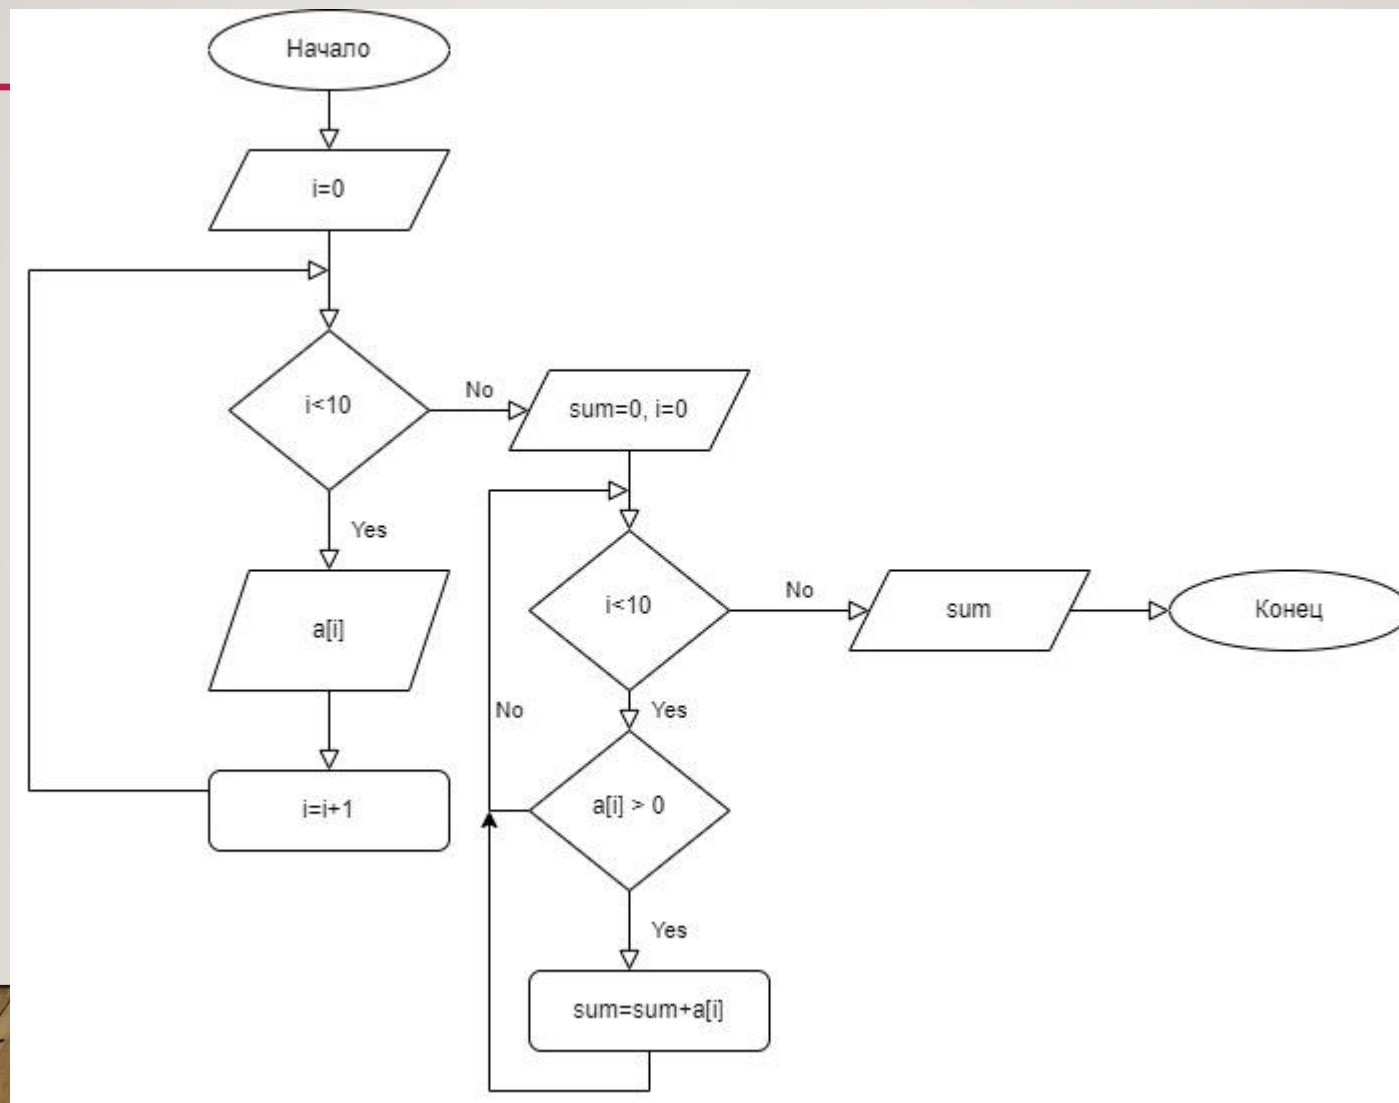 Начало
i=0
i<10
No
sum=0, i=0
Yes
a[i]
i=i+1
i<10
No
sum
Конец
Yes
No
a[i] > 0
Yes
sum=sum+a[i]